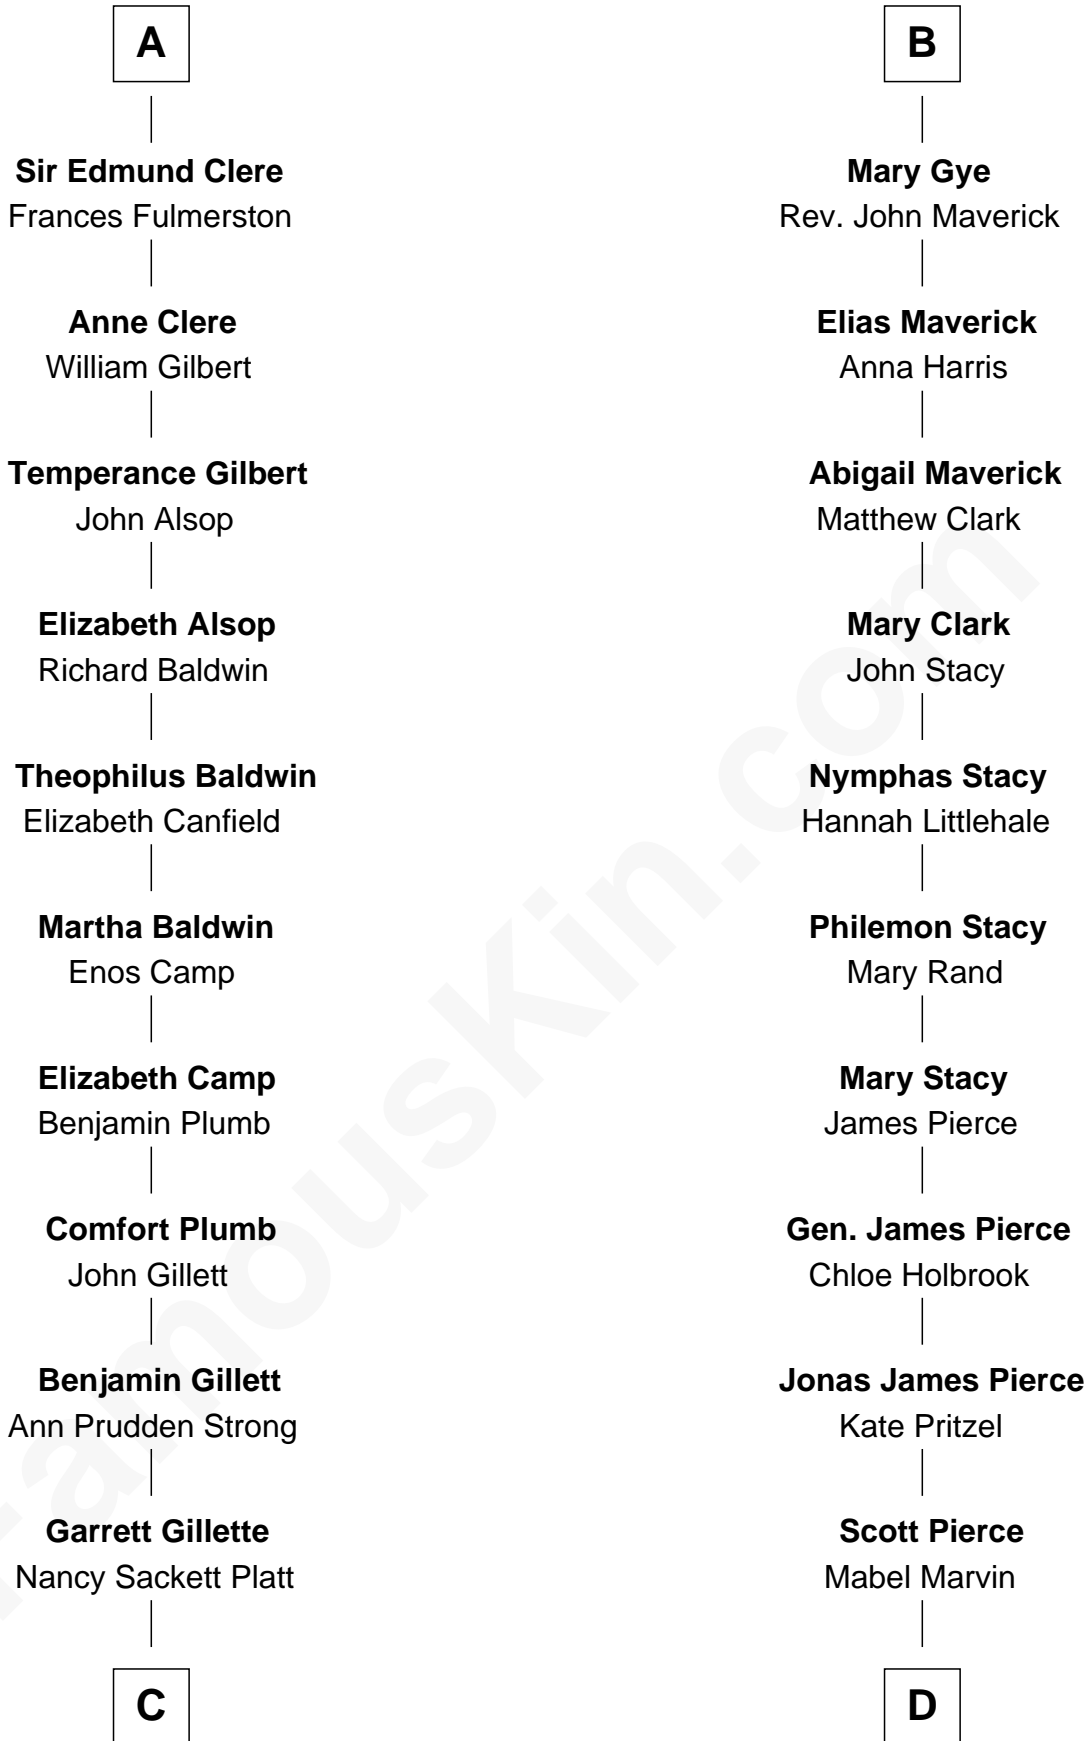 A
Sir Edmund Clere
Frances Fulmerston
Anne Clere
William Gilbert
Temperance Gilbert
John Alsop
Elizabeth Alsop
Richard Baldwin
Theophilus Baldwin
Elizabeth Canfield
Martha Baldwin
Enos Camp
Elizabeth Camp
Benjamin Plumb
Comfort Plumb
John Gillett
Benjamin Gillett
Ann Prudden Strong
Garrett Gillette
Nancy Sackett Platt
C
B
Mary Gye
Rev. John Maverick
Elias Maverick
Anna Harris
Abigail Maverick
Matthew Clark
Mary Clark
John Stacy
Nymphas Stacy
Hannah Littlehale
Philemon Stacy
Mary Rand
Mary Stacy
James Pierce
Gen. James Pierce
Chloe Holbrook
Jonas James Pierce
Kate Pritzel
Scott Pierce
Mabel Marvin
D
FamousKin.com